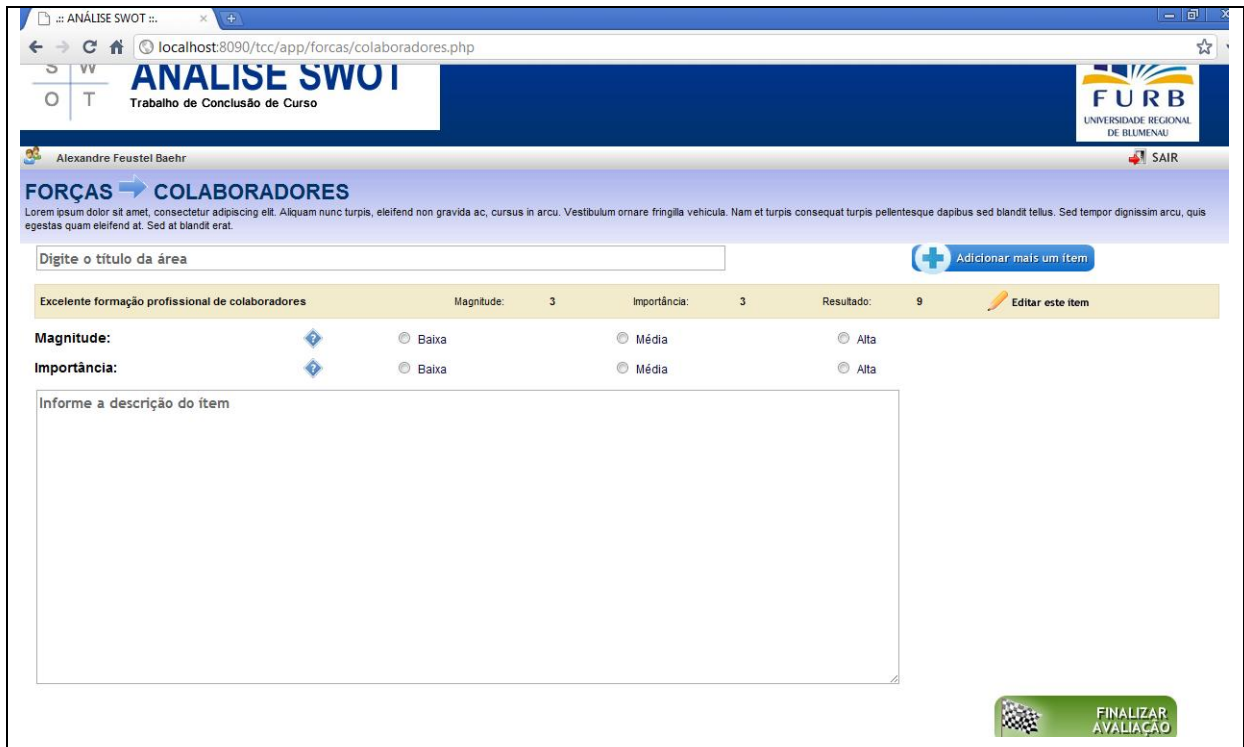 .:: ANÁLISE SWOT ::.
localhost:8090/tcc/app/forcas/colaboradores.php
S W
O T
ANÁLISE SWOT
Trabalho de Conclusão de Curso
FURB
UNIVERSIDADE REGIONAL
DE BLUMENAU
Alexandre Feustel Baehr
SAIR
FORÇAS COLABORADORES
Lorem ipsum dolor sit amet, consectetur adipiscing elit. Aliquam nunc turpis, eleifend non gravida ac, cursus in arcu. Vestibulum ornare fringilla vehicula. Nam et turpis consequat turpis pellentesque dapibus sed blandit tellus. Sed tempor dignissim arcu, quis
egestas quam eleifend at. Sed at blandit erat.
Digite o título da área
Adicionar mais um ítem
Excelente formação profissional de colaboradores Magnitude: 3 Importância: 3 Resultado: 9 Editar este ítem
Magnitude: ? Baixa Média Alta
Importância: ? Baixa Média Alta
Informe a descrição do ítem
FINALIZAR
AVALIAÇÃO